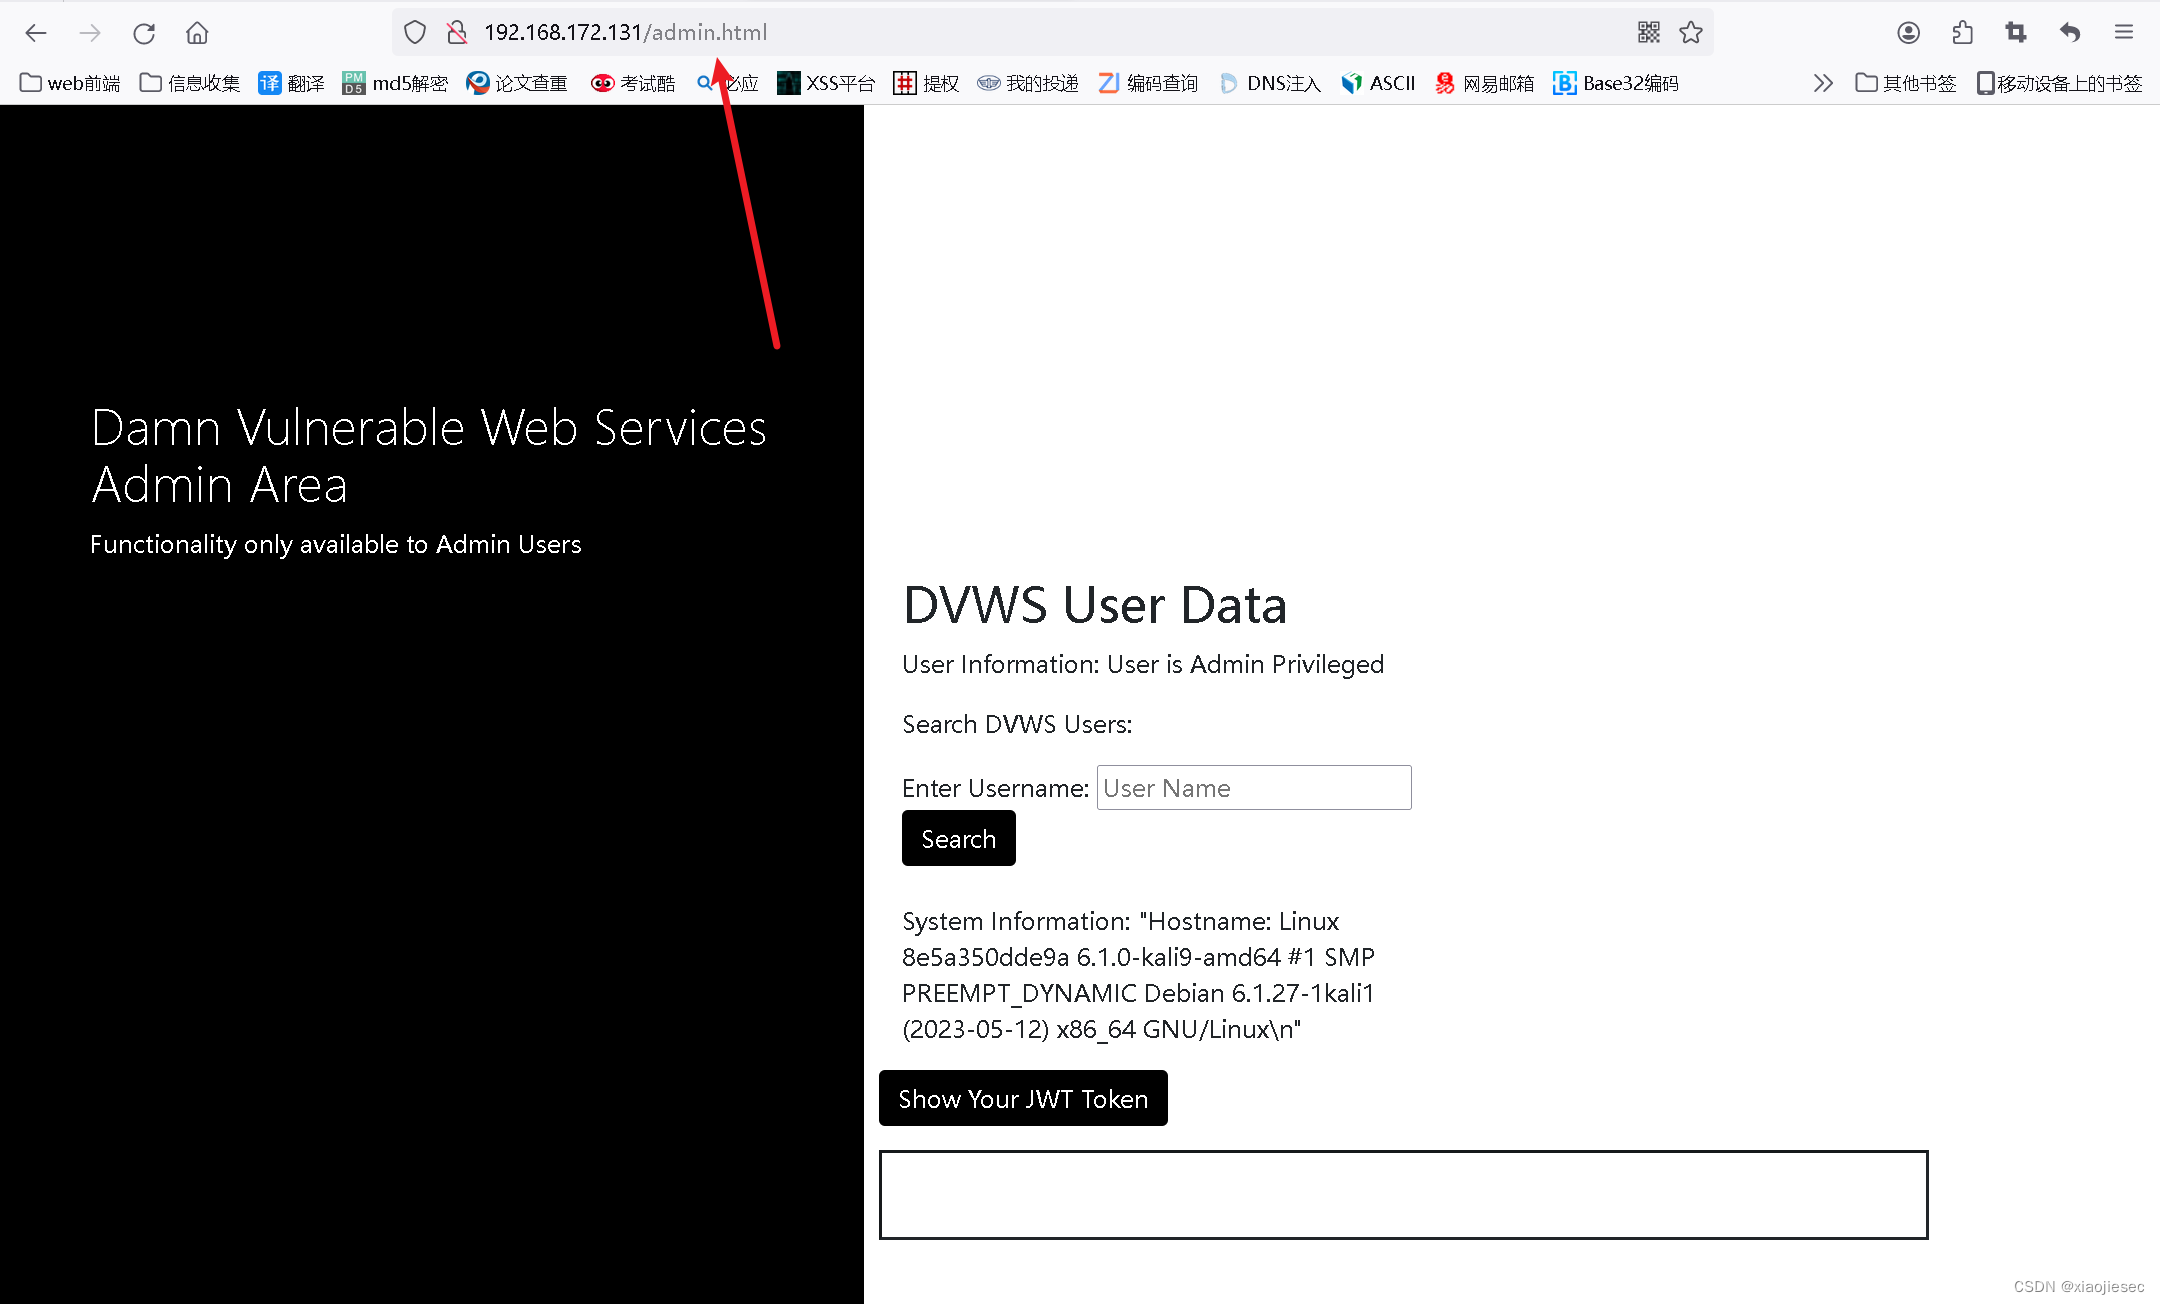 192.168.172.131/admin.html
web前端 信息收集 译 翻译 PM D5 md5解密 论文查重 考试酷 必应 XSS平台 提权 我的投递 编码查询 DNS注入 ASCII 网易邮箱 Base32编码 其他书签 移动设备上的书签
Damn Vulnerable Web Services
Admin Area
Functionality only available to Admin Users
DVWS User Data
User Information: User is Admin Privileged
Search DVWS Users:
Enter Username: User Name
Search
System Information: "Hostname: Linux
8e5a350dde9a 6.1.0-kali9-amd64 #1 SMP
PREEMPT_DYNAMIC Debian 6.1.27-1kali1
(2023-05-12) x86_64 GNU/Linux\n"
Show Your JWT Token
CSDN @xiaojiesec